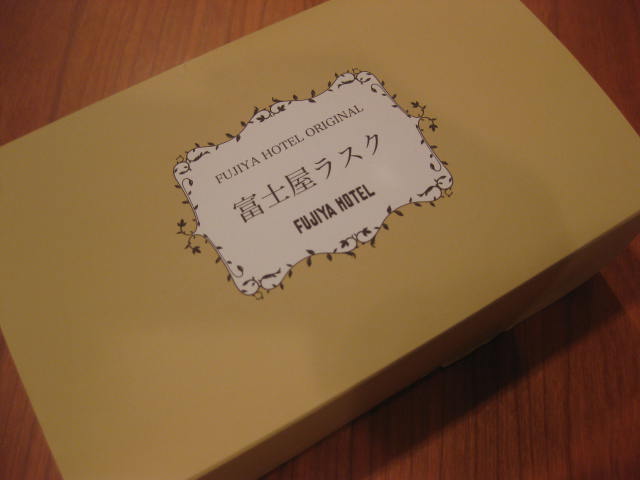 FUJIYA HOTEL ORIGINAL
富士屋ラスク
FUJIYA HOTEL